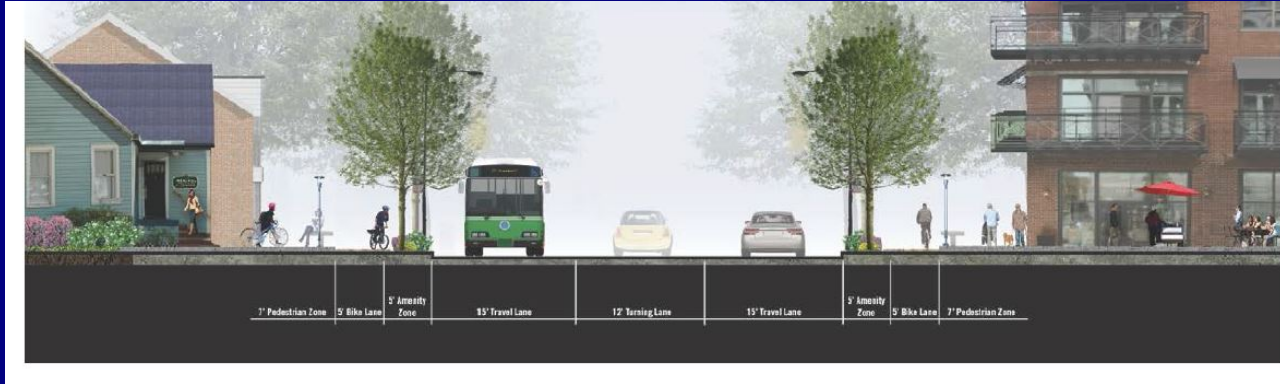 7' Pedestrian Zone
5' Bike Lane
5' Amenity
Zone
15' Travel Lane
12' Turning Lane
15' Travel Lane
5' Amenity
Zone
5' Bike Lane
7' Pedestrian Zone